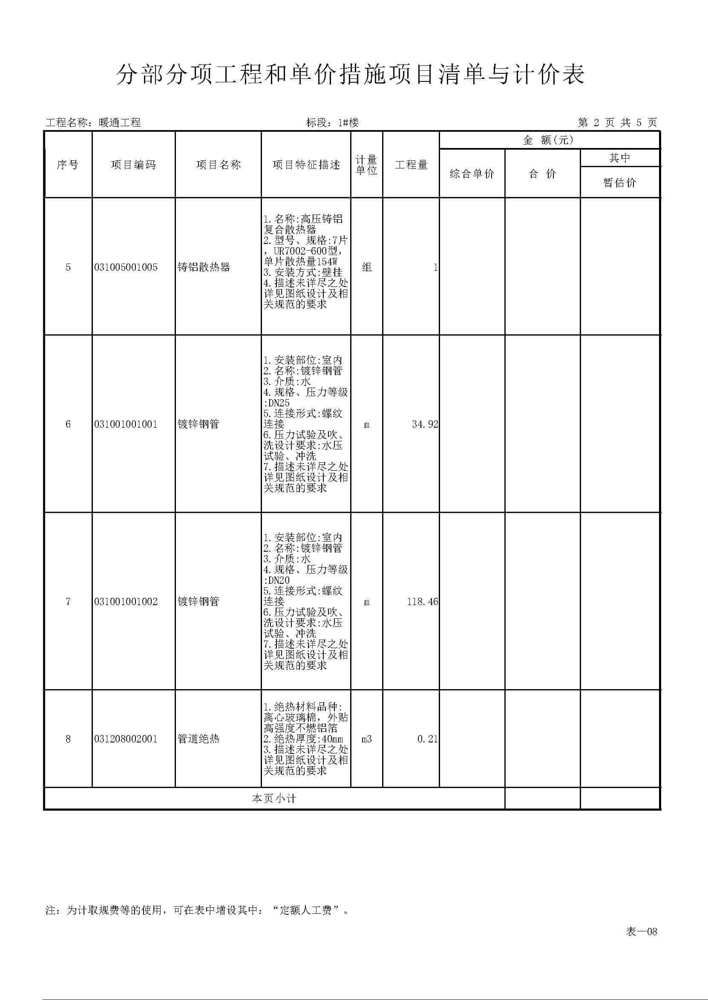 分部分项工程和单价措施项目清单与计价表
工程名称：暖通工程 标段：1#楼 第 2 页 共 5 页
序号 项目编码 项目名称 项目特征描述 计量单位 工程量 金 额(元)
综合单价 合 价 其中
暂估价
5 031005001005 铸铝散热器
1.名称:高压铸铝
复合散热器
2.型号、规格:7片
，UR7002-600型，
单片散热量154W
3.安装方式:壁挂
4.描述未详尽之处
详见图纸设计及相
关规范的要求
组 1
6 031001001001 镀锌钢管
1.安装部位:室内
2.名称:镀锌钢管
3.介质:水
4.规格、压力等级
:DN25
5.连接形式:螺纹
连接
6.压力试验及吹、
洗设计要求:水压
试验、冲洗
7.描述未详尽之处
详见图纸设计及相
关规范的要求
m 34.92
7 031001001002 镀锌钢管
1.安装部位:室内
2.名称:镀锌钢管
3.介质:水
4.规格、压力等级
:DN20
5.连接形式:螺纹
连接
6.压力试验及吹、
洗设计要求:水压
试验、冲洗
7.描述未详尽之处
详见图纸设计及相
关规范的要求
m 118.46
8 031208002001 管道绝热
1.绝热材料品种:
离心玻璃棉，外贴
高强度不燃铝箔
2.绝热厚度:40mm
3.描述未详尽之处
详见图纸设计及相
关规范的要求
m3 0.21
本页小计
注：为计取规费等的使用，可在表中增设其中：“定额人工费”。
表—08